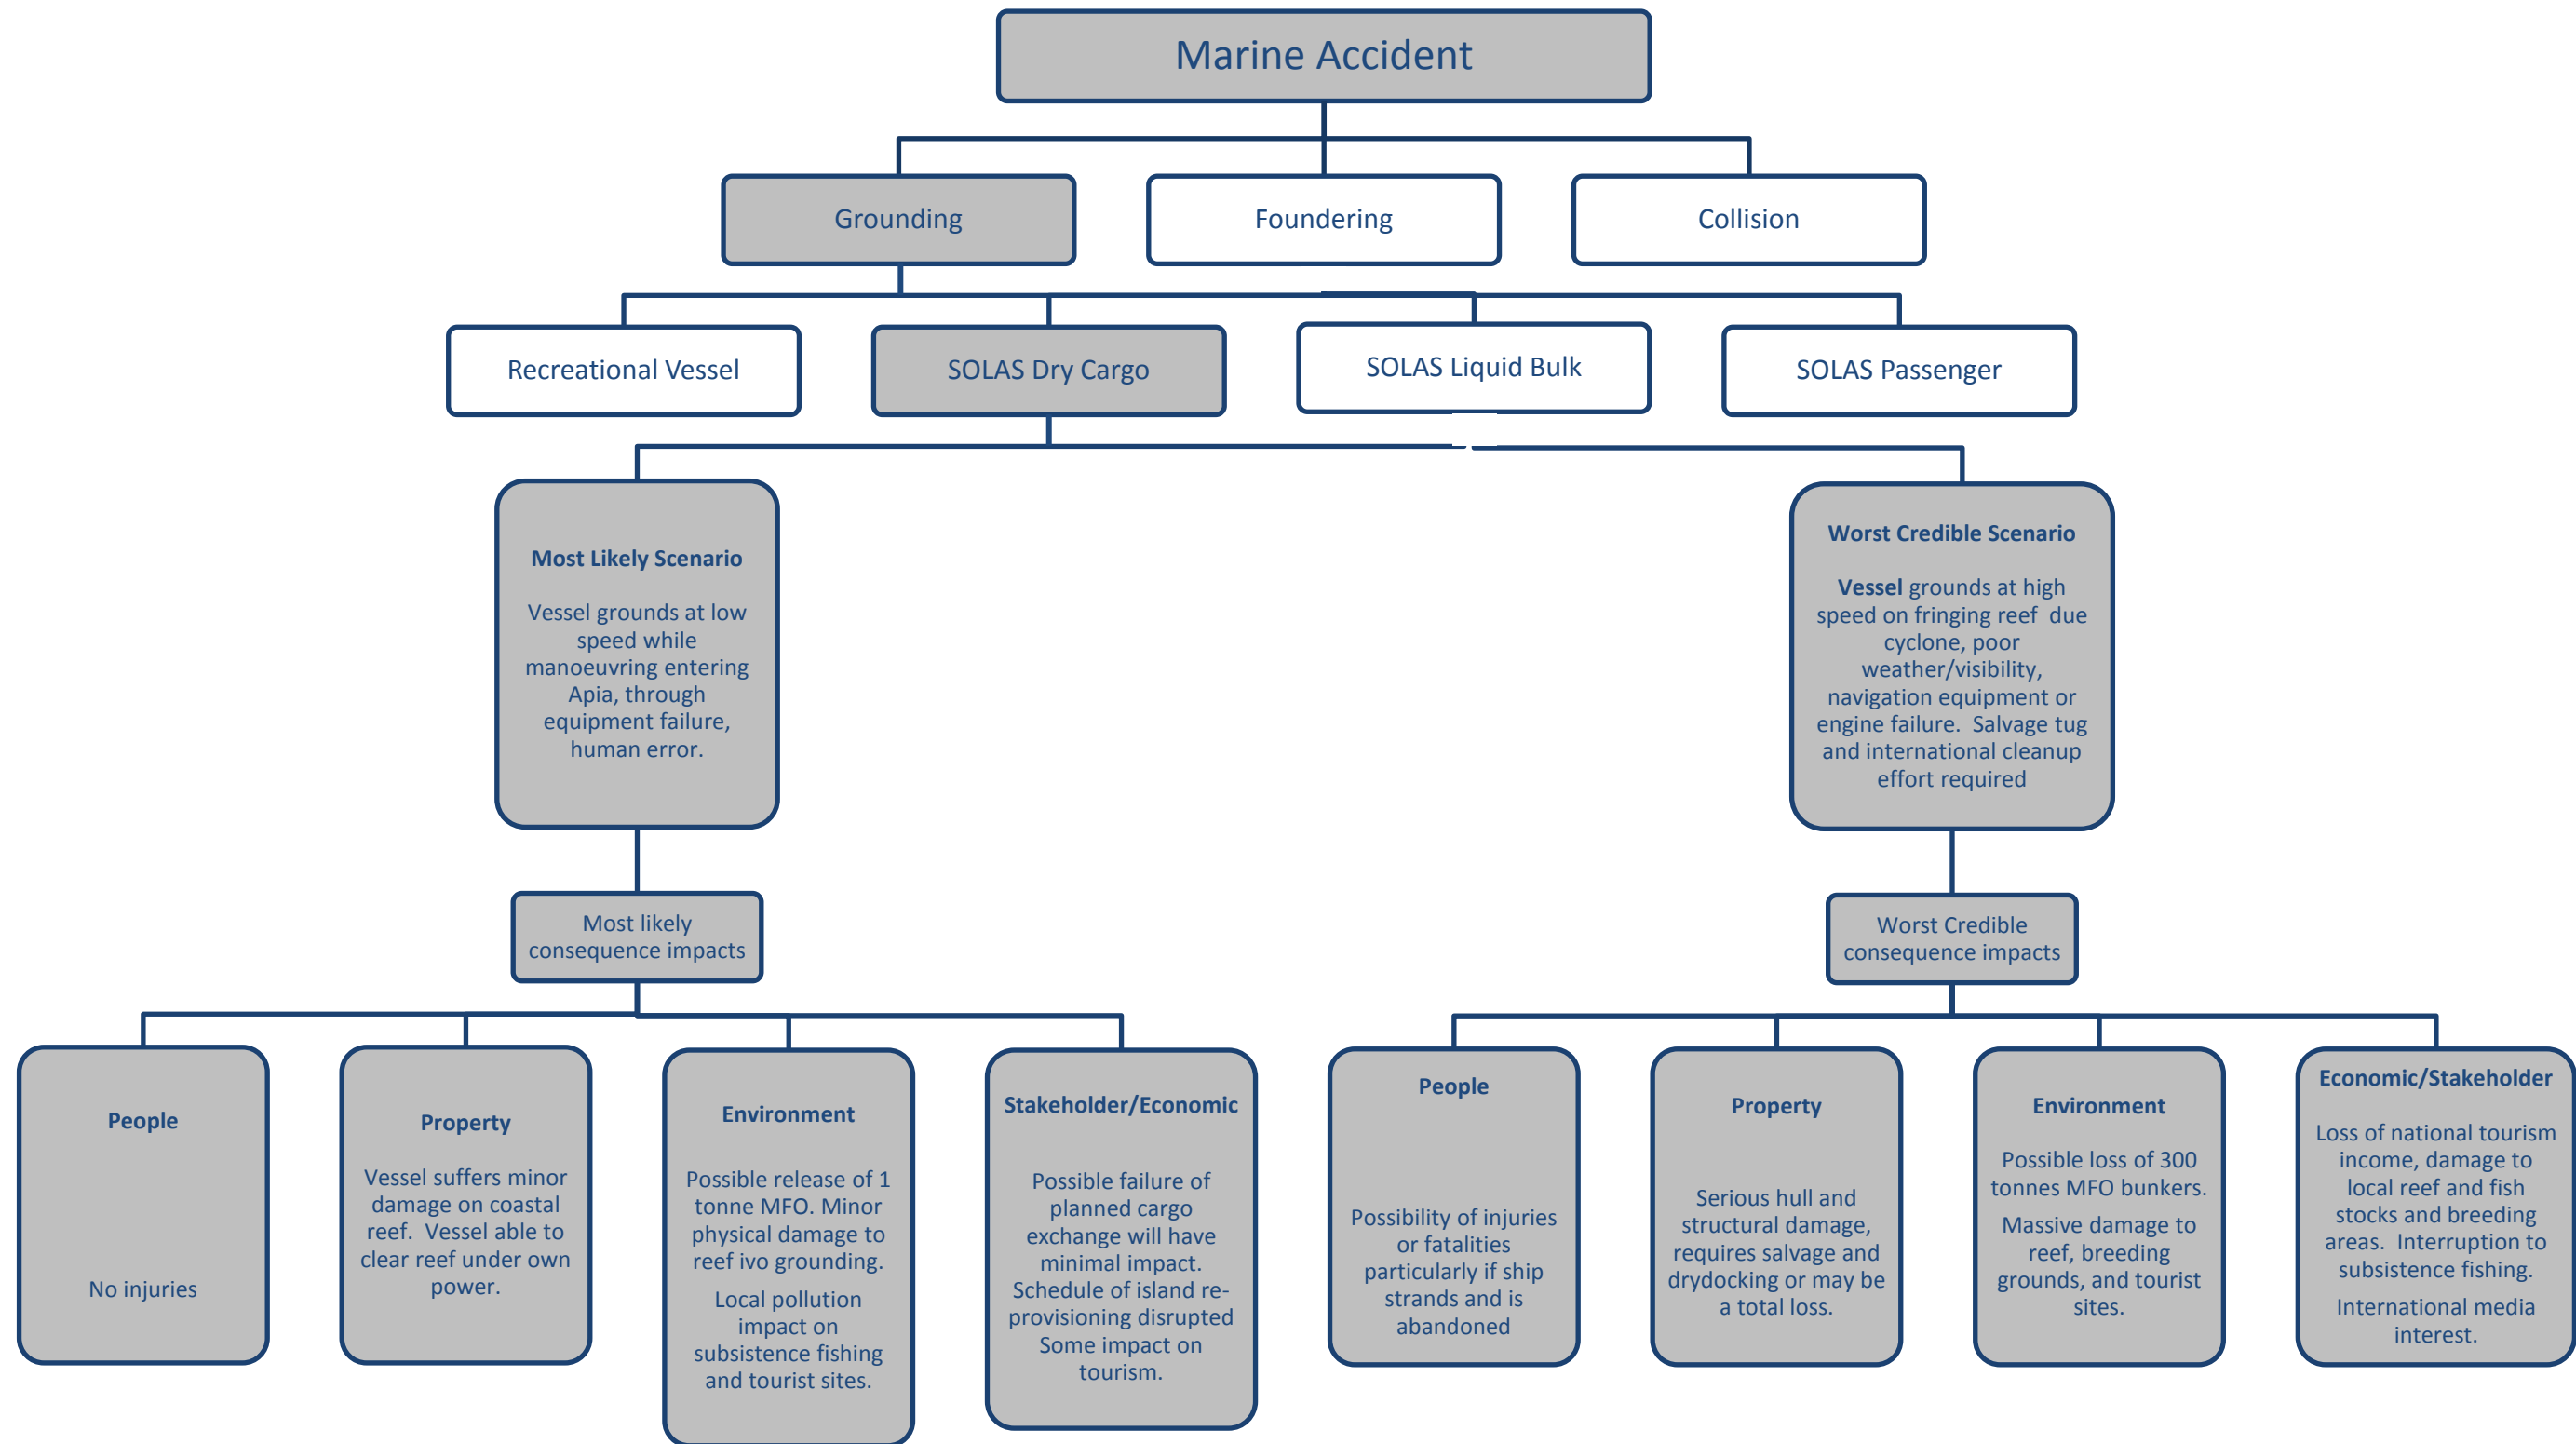 Marine Accident
Grounding
Foundering
Collision
Recreational Vessel
SOLAS Dry Cargo
SOLAS Liquid Bulk
SOLAS Passenger
Most Likely Scenario
Vessel grounds at low
speed while
manoeuvring entering
Apia, through
equipment failure,
human error.
Worst Credible Scenario
Vessel grounds at high
speed on fringing reef due
cyclone, poor
weather/visibility,
navigation equipment or
engine failure. Salvage tug
and international cleanup
effort required
Most likely
consequence impacts
Worst Credible
consequence impacts
People
No injuries
Property
Vessel suffers minor
damage on coastal
reef. Vessel able to
clear reef under own
power.
Environment
Possible release of 1
tonne MFO. Minor
physical damage to
reef ivo grounding.
Local pollution
impact on
subsistence fishing
and tourist sites.
Stakeholder/Economic
Possible failure of
planned cargo
exchange will have
minimal impact.
Schedule of island re-
provisioning disrupted
Some impact on
tourism.
People
Possibility of injuries
or fatalities
particularly if ship
strands and is
abandoned
Property
Serious hull and
structural damage,
requires salvage and
drydocking or may be
a total loss.
Environment
Possible loss of 300
tonnes MFO bunkers.
Massive damage to
reef, breeding
grounds, and tourist
sites.
Economic/Stakeholder
Loss of national tourism
income, damage to
local reef and fish
stocks and breeding
areas. Interruption to
subsistence fishing.
International media
interest.